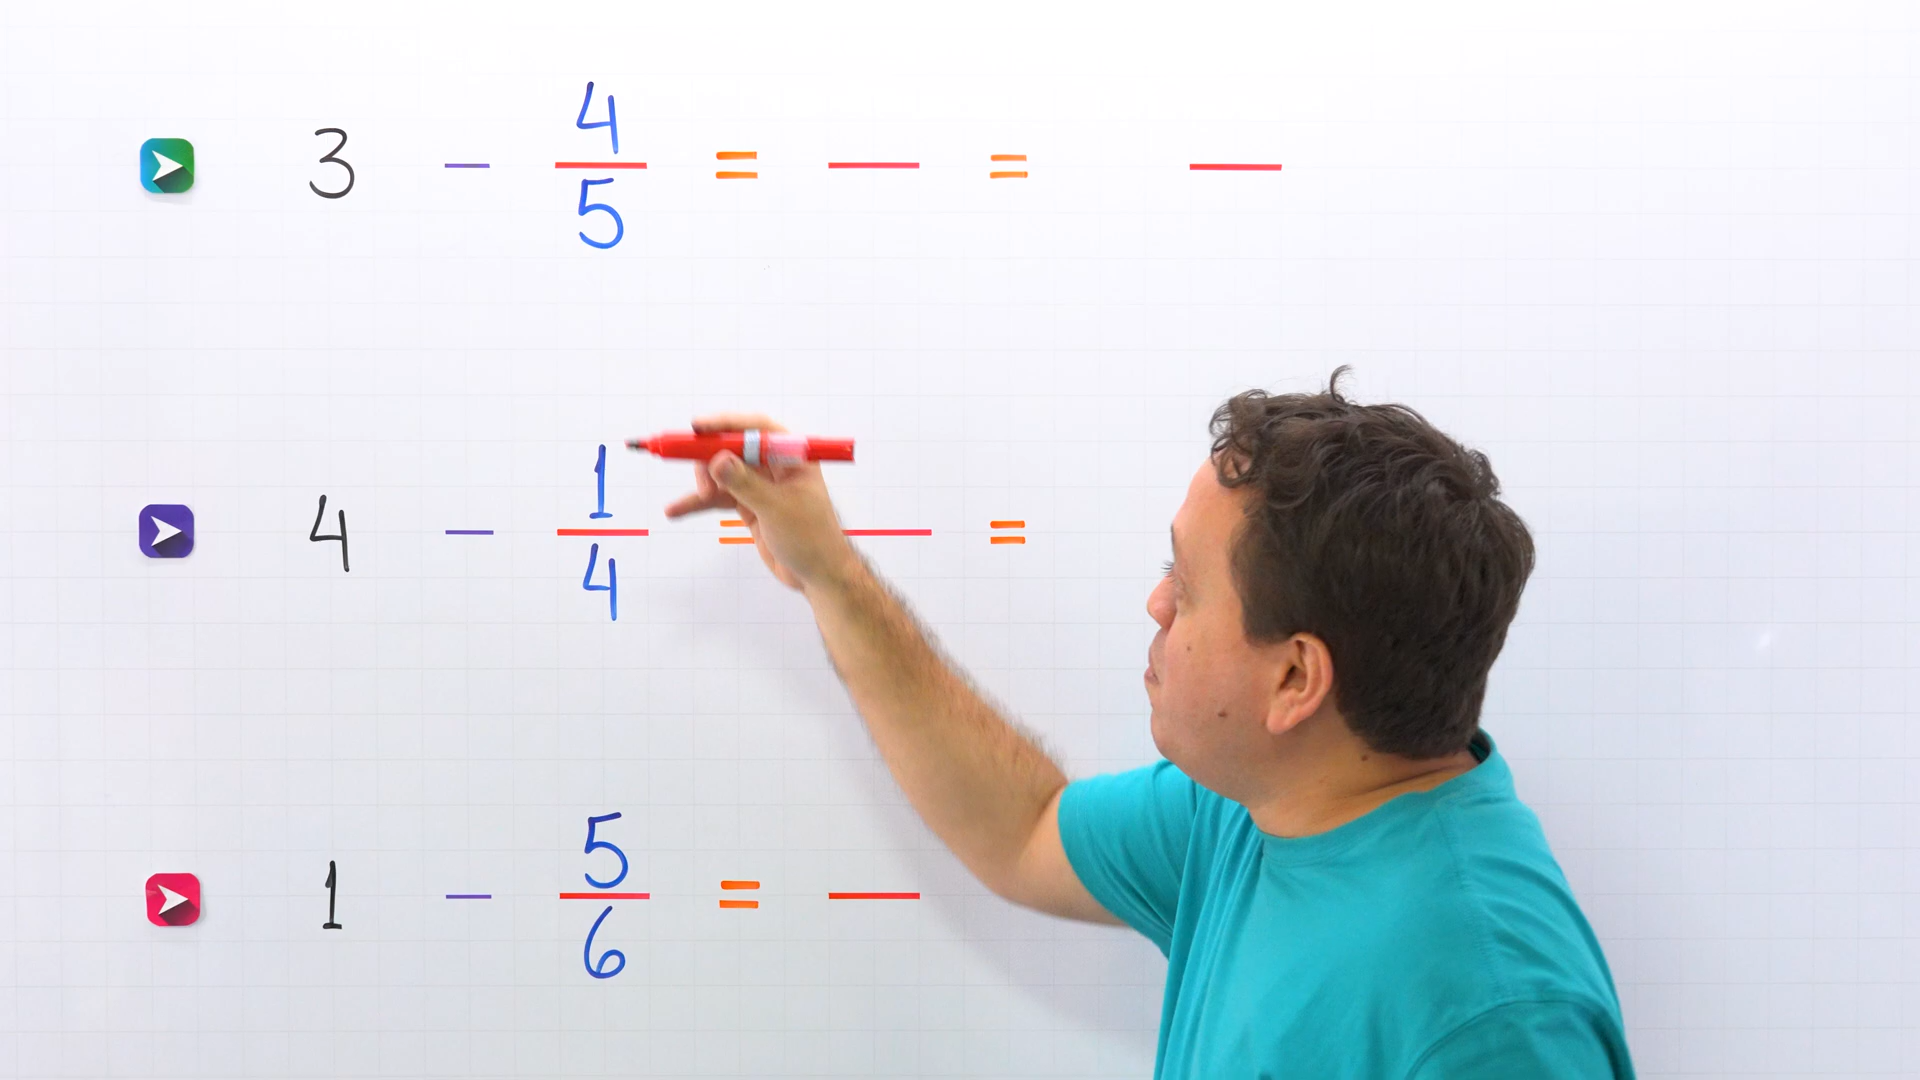 3 - 4/5 = — = —
4 - 1/4 = — =
1 - 5/6 = —